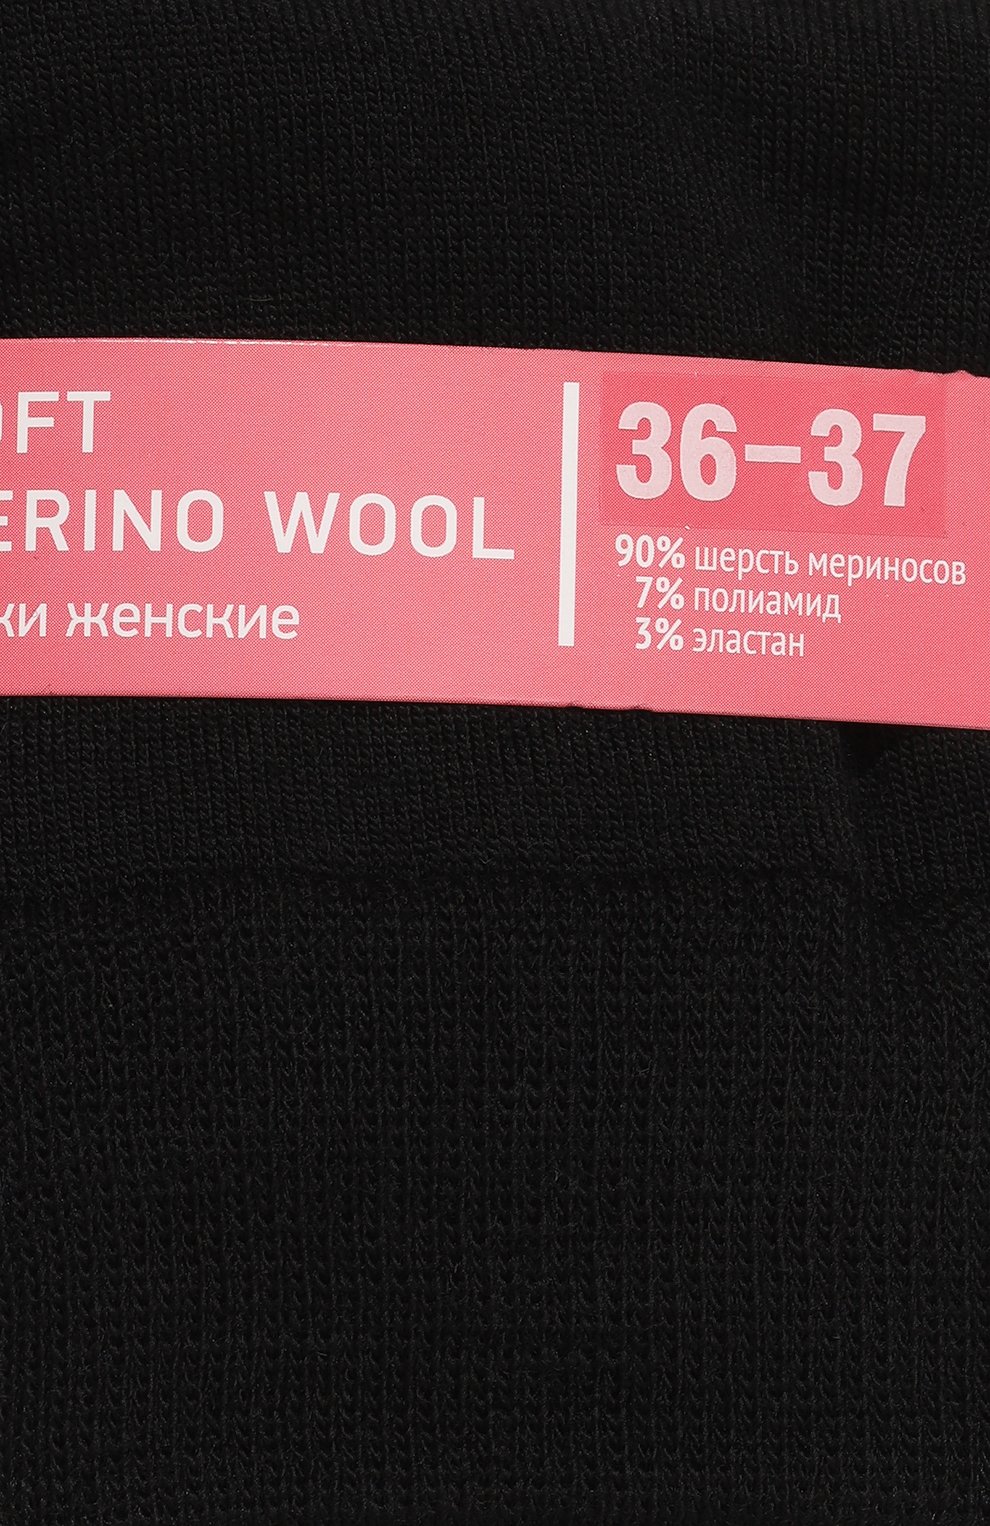 OFT
ERINO WOOL
ки женские
36–37
90% шерсть мериносов
7% полиамид
3% эластан